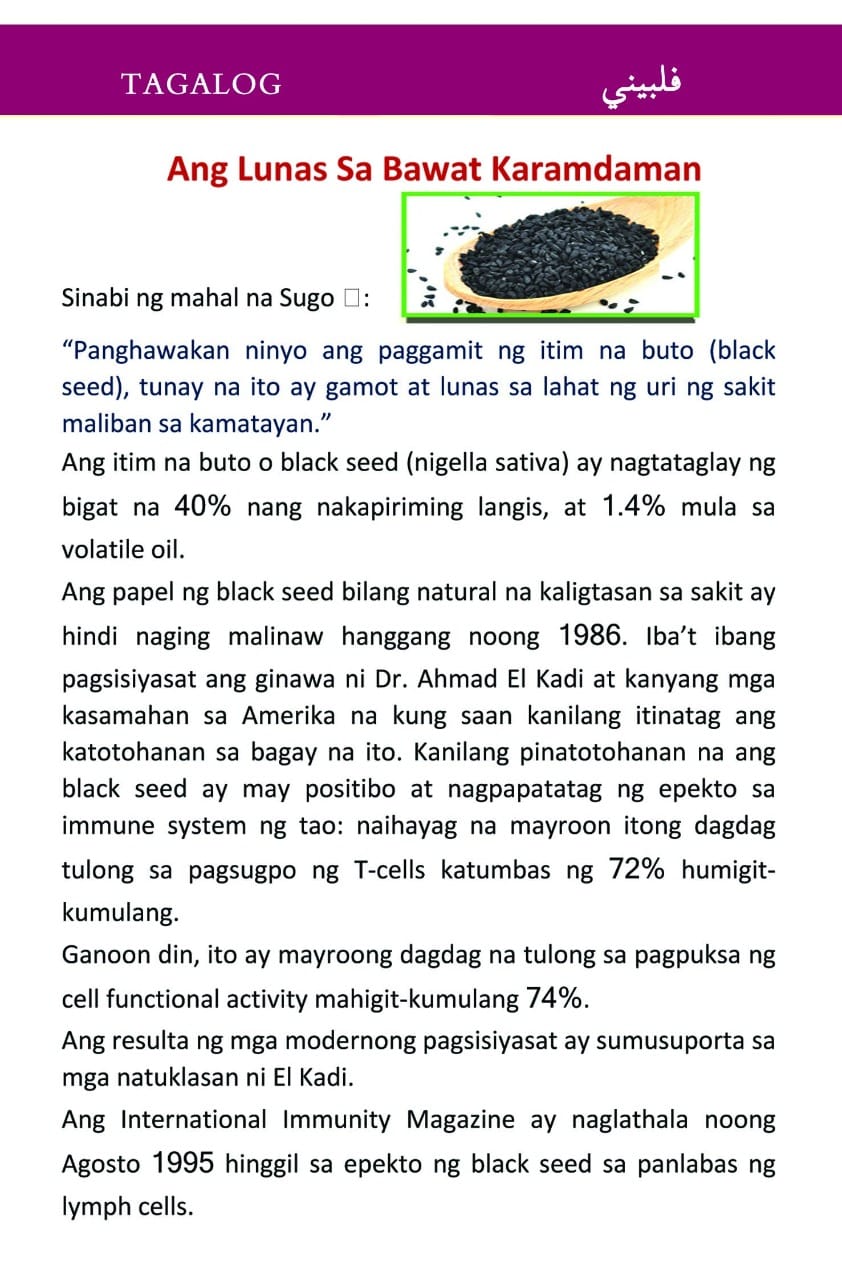 TAGALOG
فلبيني
Ang Lunas Sa Bawat Karamdaman
Sinabi ng mahal na Sugo □:
“Panghawakan ninyo ang paggamit ng itim na buto (black
seed), tunay na ito ay gamot at lunas sa lahat ng uri ng sakit
maliban sa kamatayan.”
Ang itim na buto o black seed (nigella sativa) ay nagtataglay ng
bigat na 40% nang nakapiriming langis, at 1.4% mula sa
volatile oil.
Ang papel ng black seed bilang natural na kaligtasan sa sakit ay
hindi naging malinaw hanggang noong 1986. Iba’t ibang
pagsisiyasat ang ginawa ni Dr. Ahmad El Kadi at kanyang mga
kasamahan sa Amerika na kung saan kanilang itinatag ang
katotohanan sa bagay na ito. Kanilang pinatotohanan na ang
black seed ay may positibo at nagpapatatag ng epekto sa
immune system ng tao: naihayag na mayroon itong dagdag
tulong sa pagsugpo ng T-cells katumbas ng 72% humigit-
kumulang.
Ganoon din, ito ay mayroong dagdag na tulong sa pagpuksa ng
cell functional activity mahigit-kumulang 74%.
Ang resulta ng mga modernong pagsisiyasat ay sumusuporta sa
mga natuklasan ni El Kadi.
Ang International Immunity Magazine ay naglathala noong
Agosto 1995 hinggil sa epekto ng black seed sa panlabas ng
lymph cells.